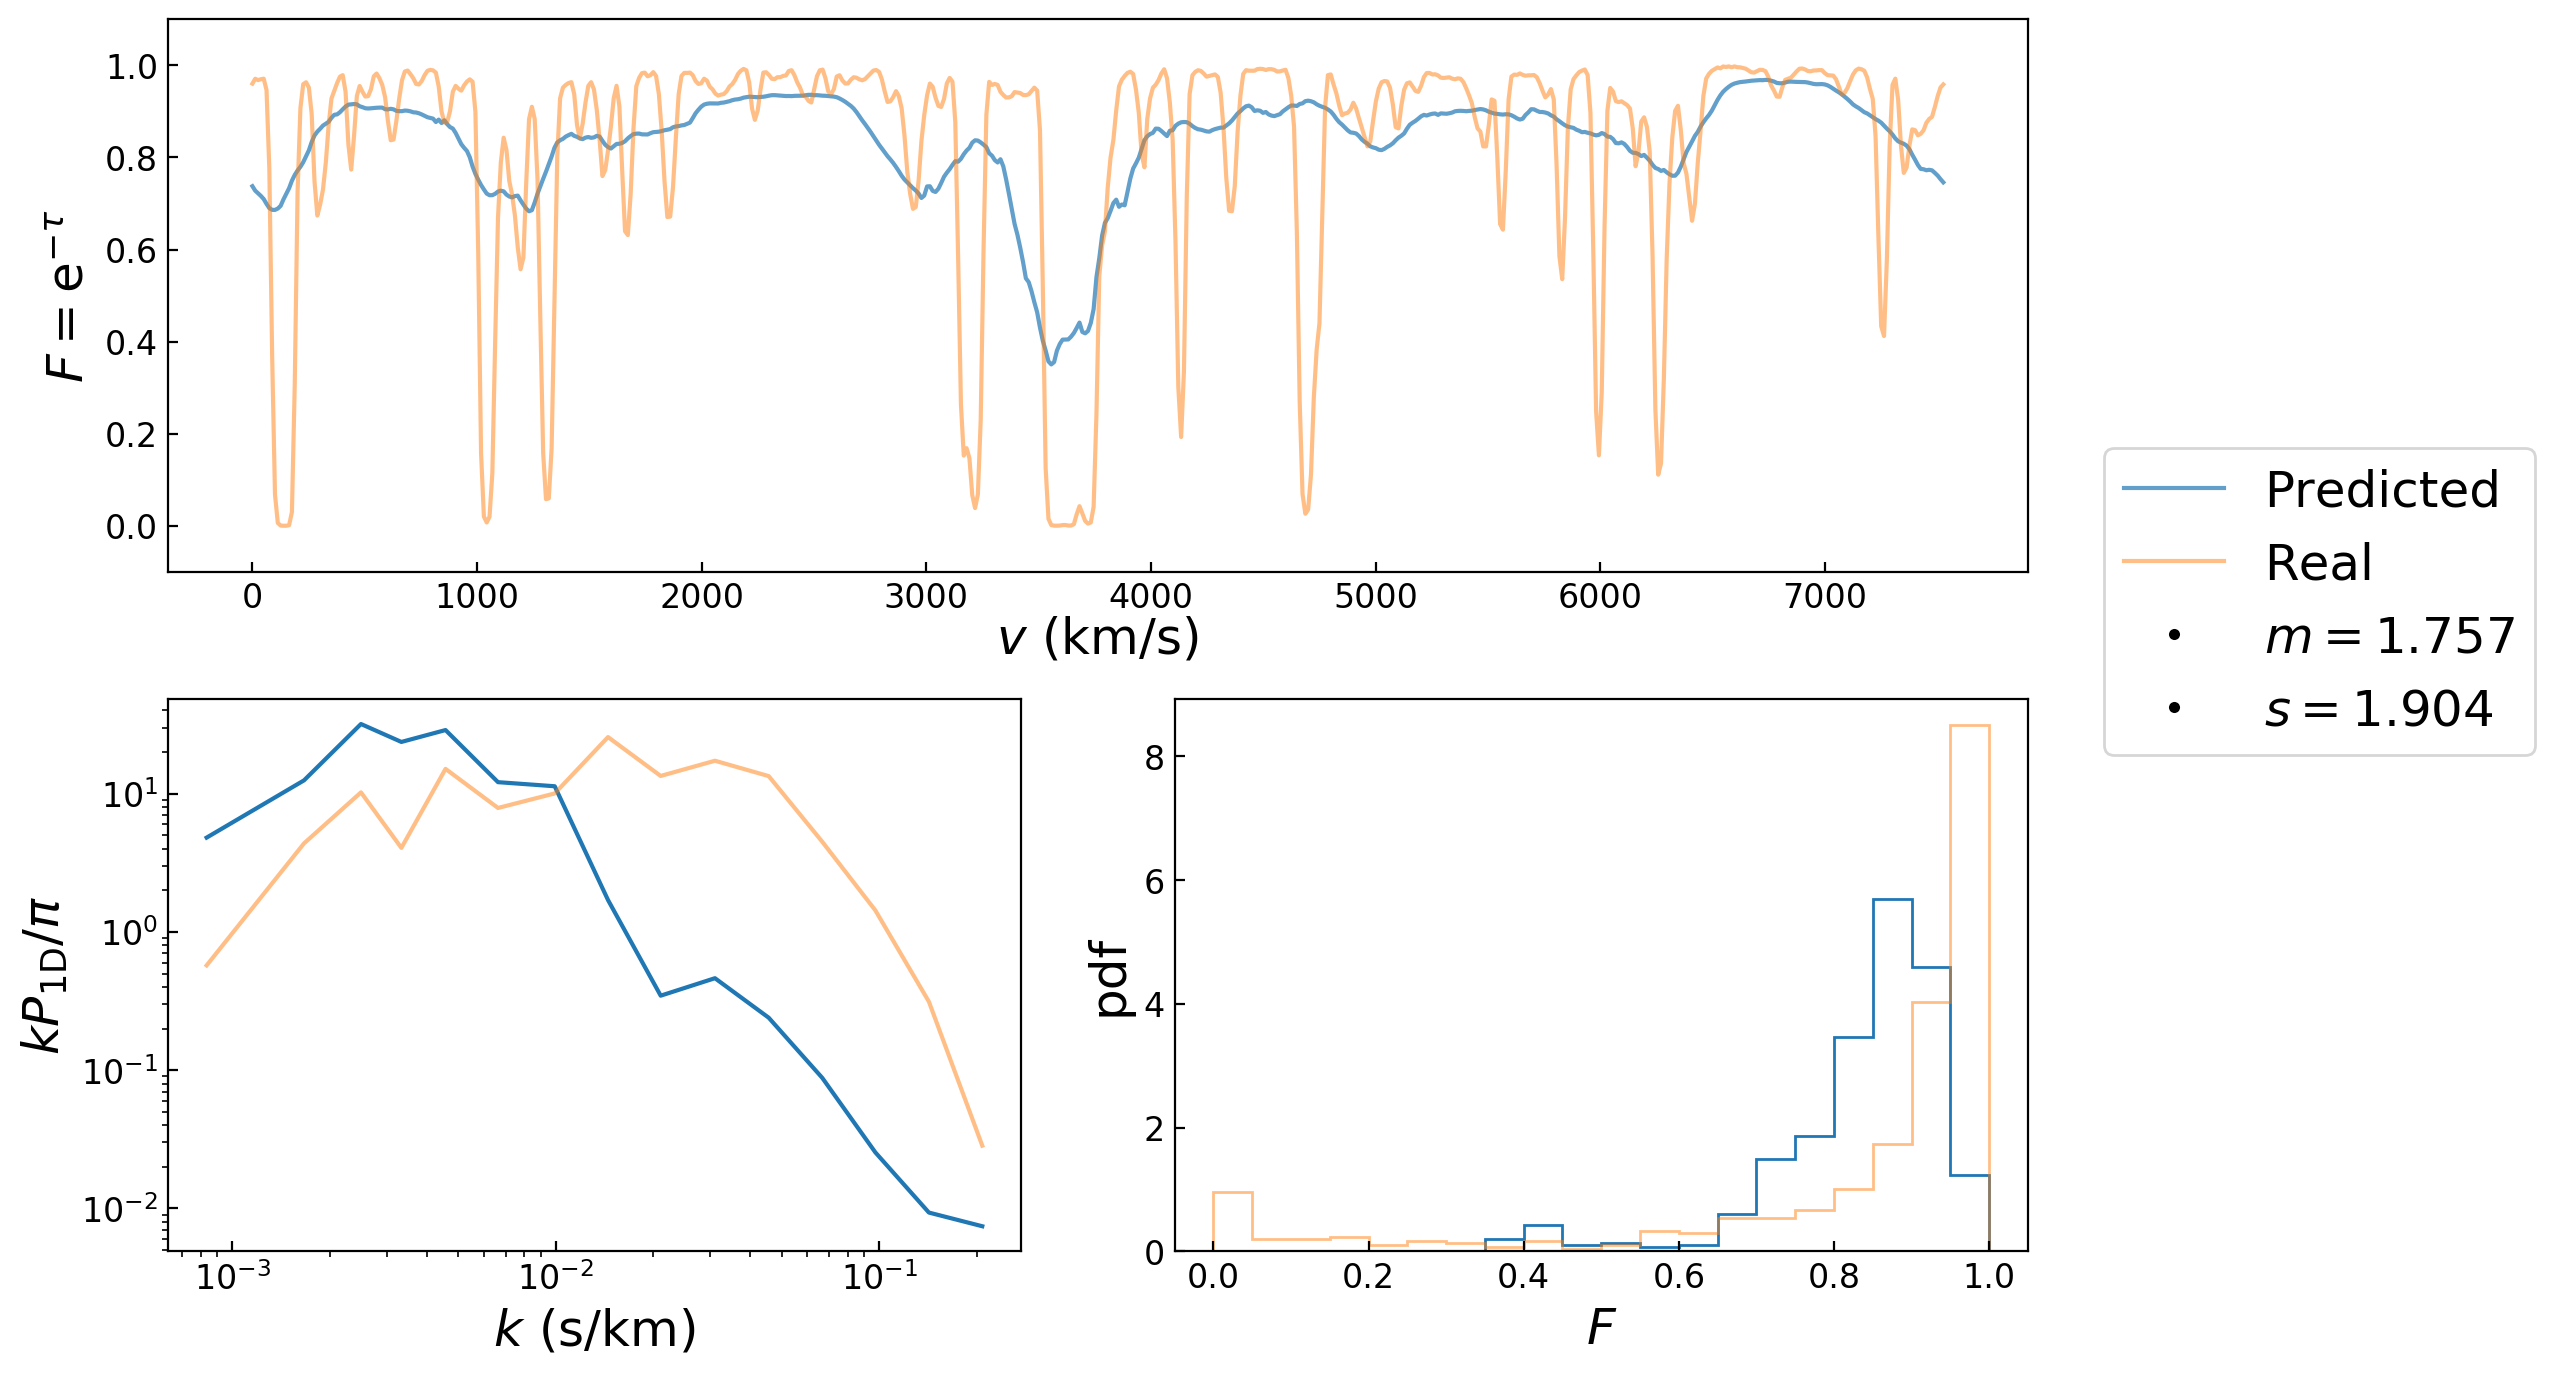 1.0
0.8
0.6
0.4
0.2
0.0
F = e^{−τ}
0 1000 2000 3000 4000 5000 6000 7000
v (km/s)
Predicted
Real
m = 1.757
s = 1.904
10^1
10^0
10^{−1}
10^{−2}
kP_{1D}/π
10^{−3} 10^{−2} 10^{−1}
k (s/km)
8
6
4
2
0
pdf
0.0 0.2 0.4 0.6 0.8 1.0
F